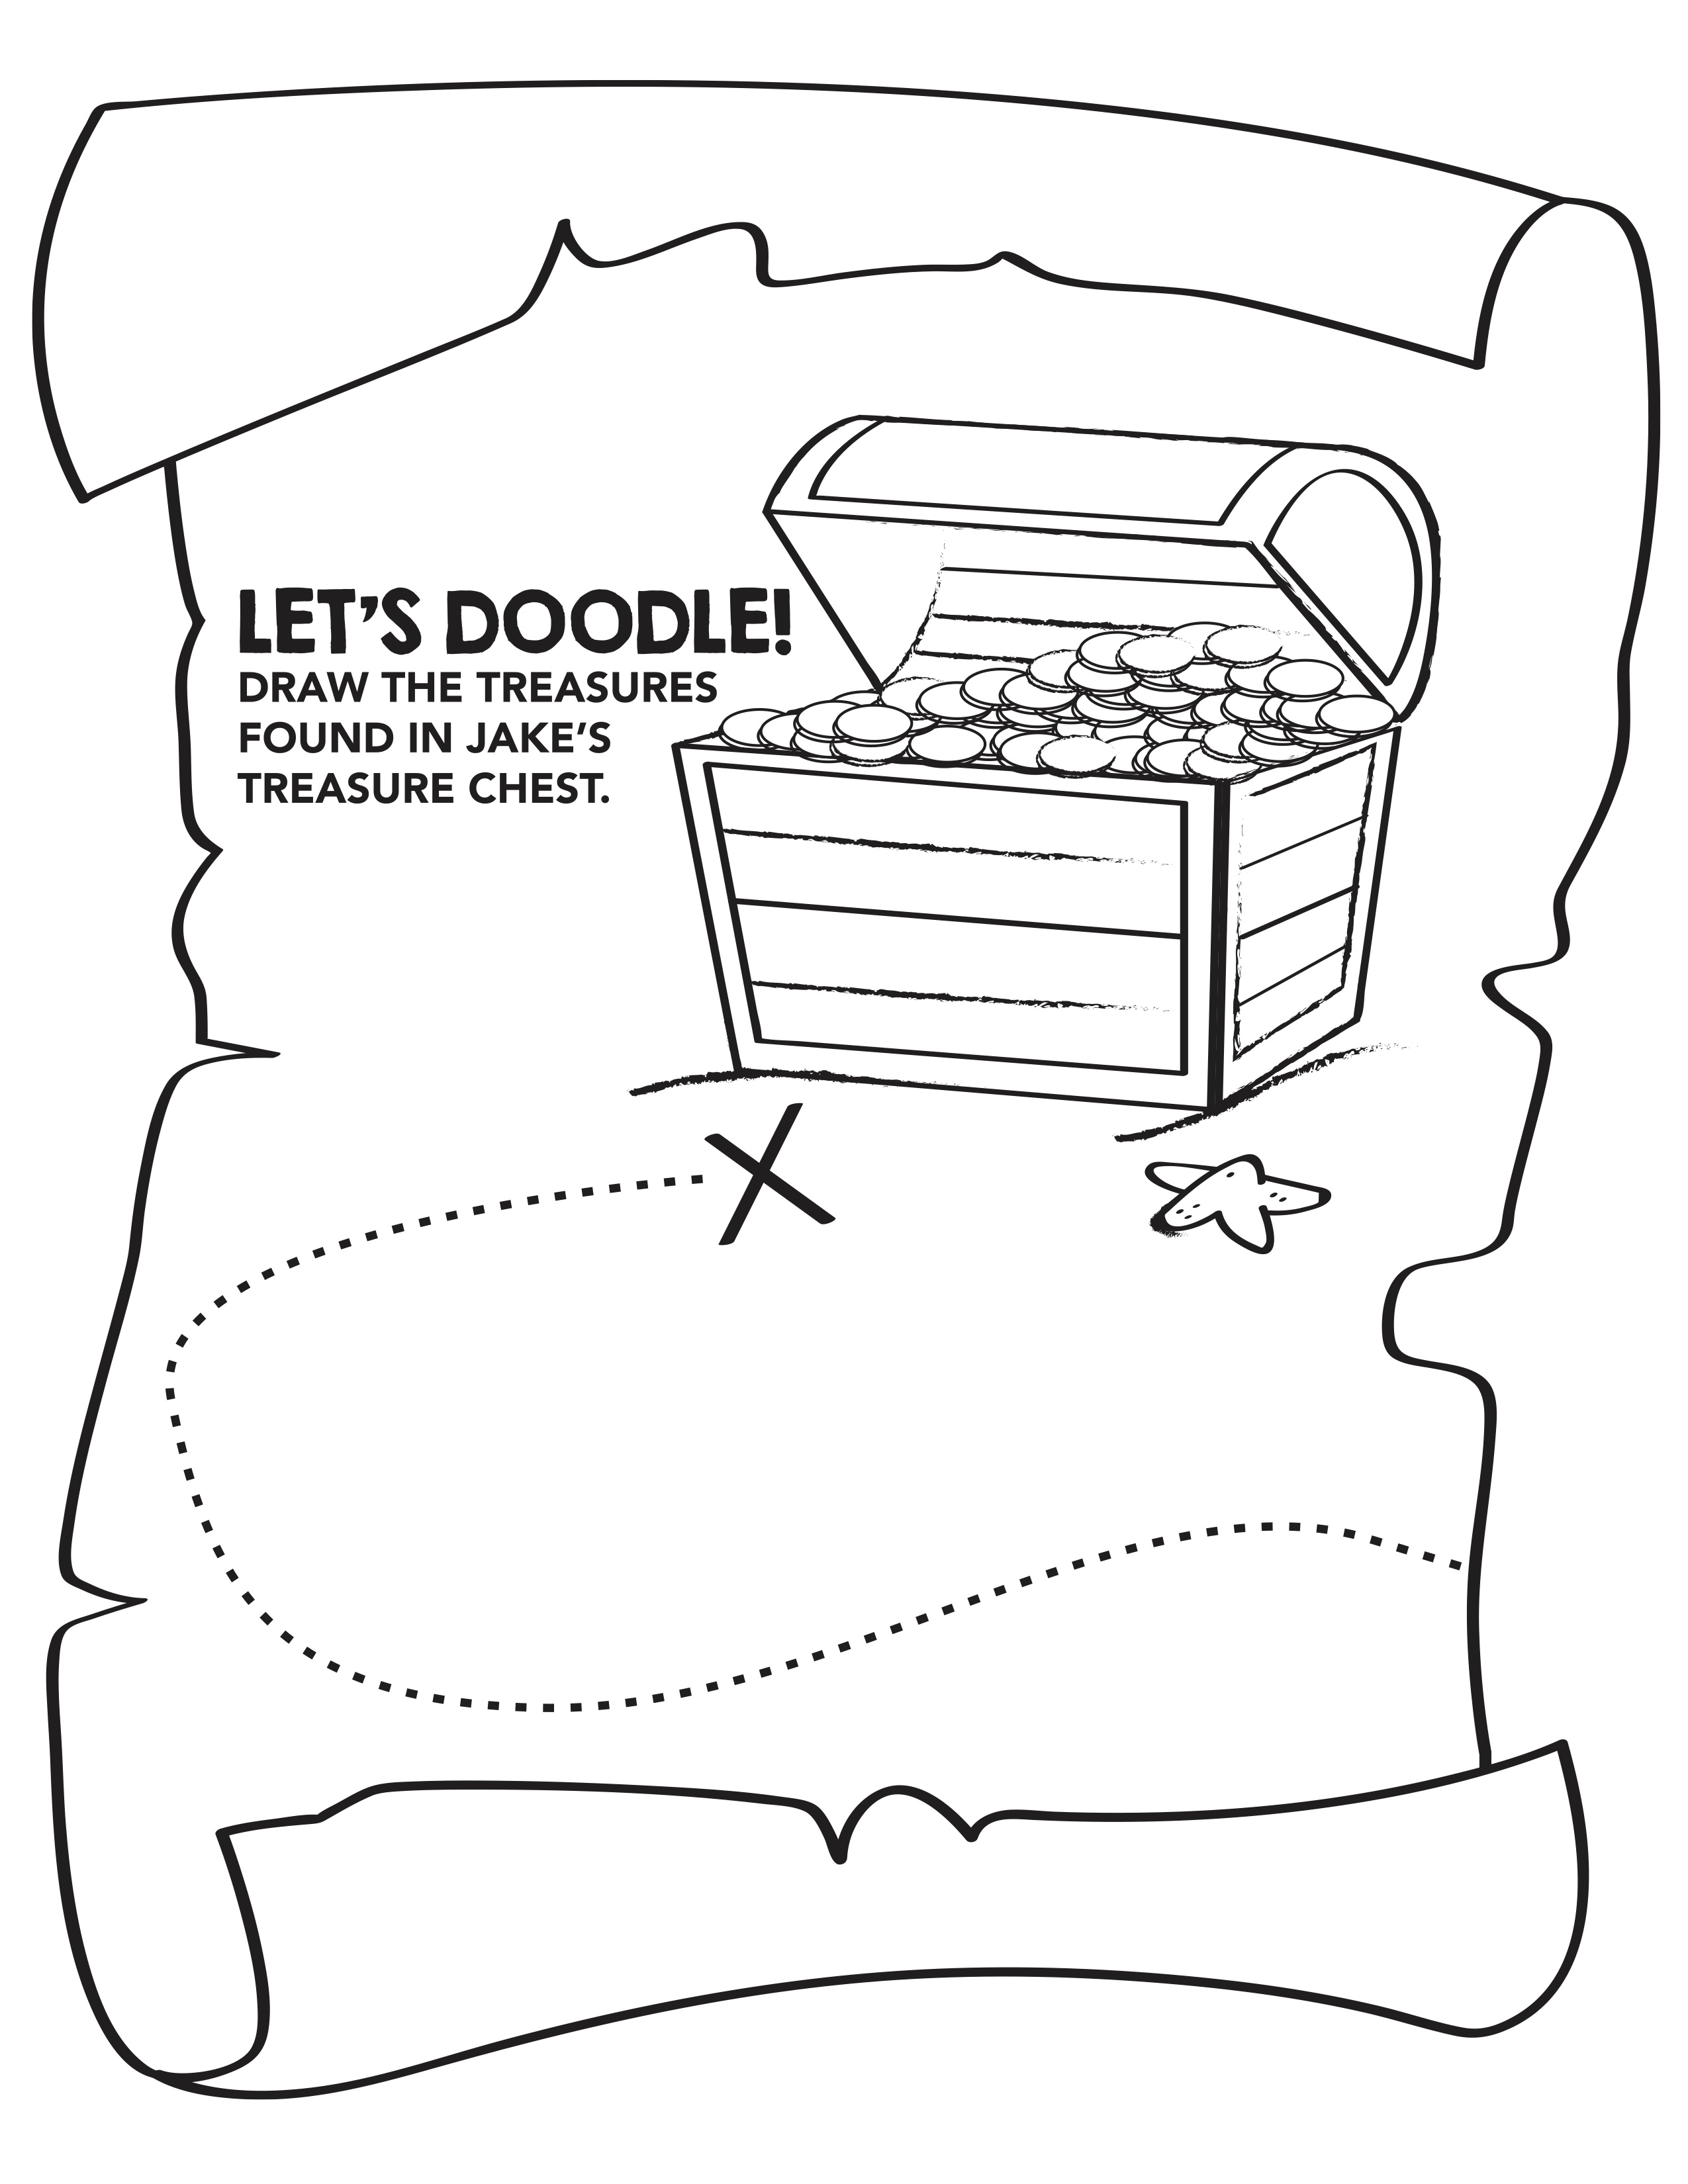 LET'S DOODLE!
DRAW THE TREASURES
FOUND IN JAKE'S
TREASURE CHEST.